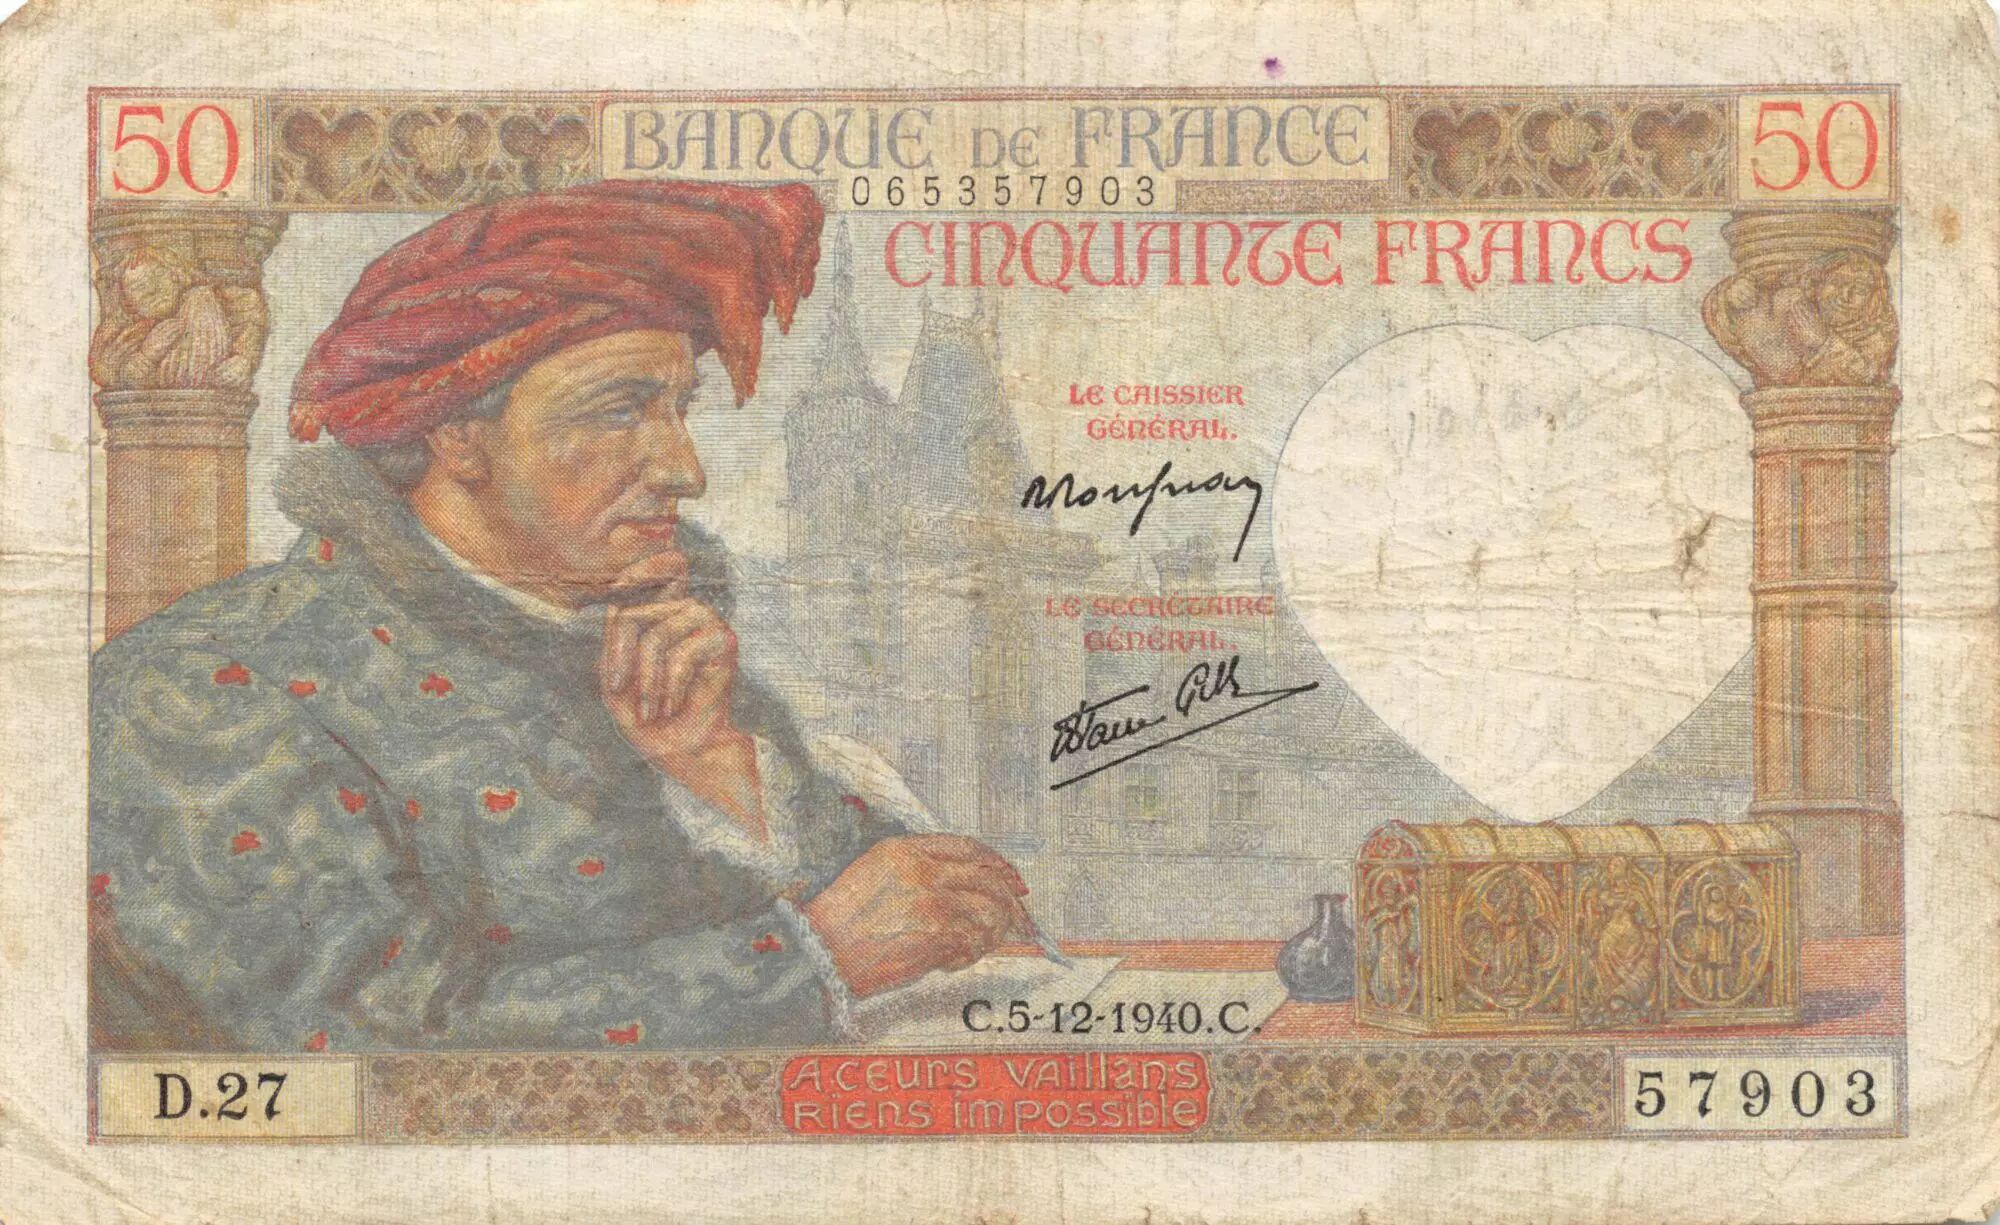 50 BANQUE DE FRANCE 50
065357903
CINQUANTE FRANCS
LE CAISSIER
GÉNÉRAL.
LE SECRÉTAIRE
GÉNÉRAL.
C.5-12-1940.C.
D.27
A CEURS VAILLANS
RIENS IMPOSSIBLE
57903